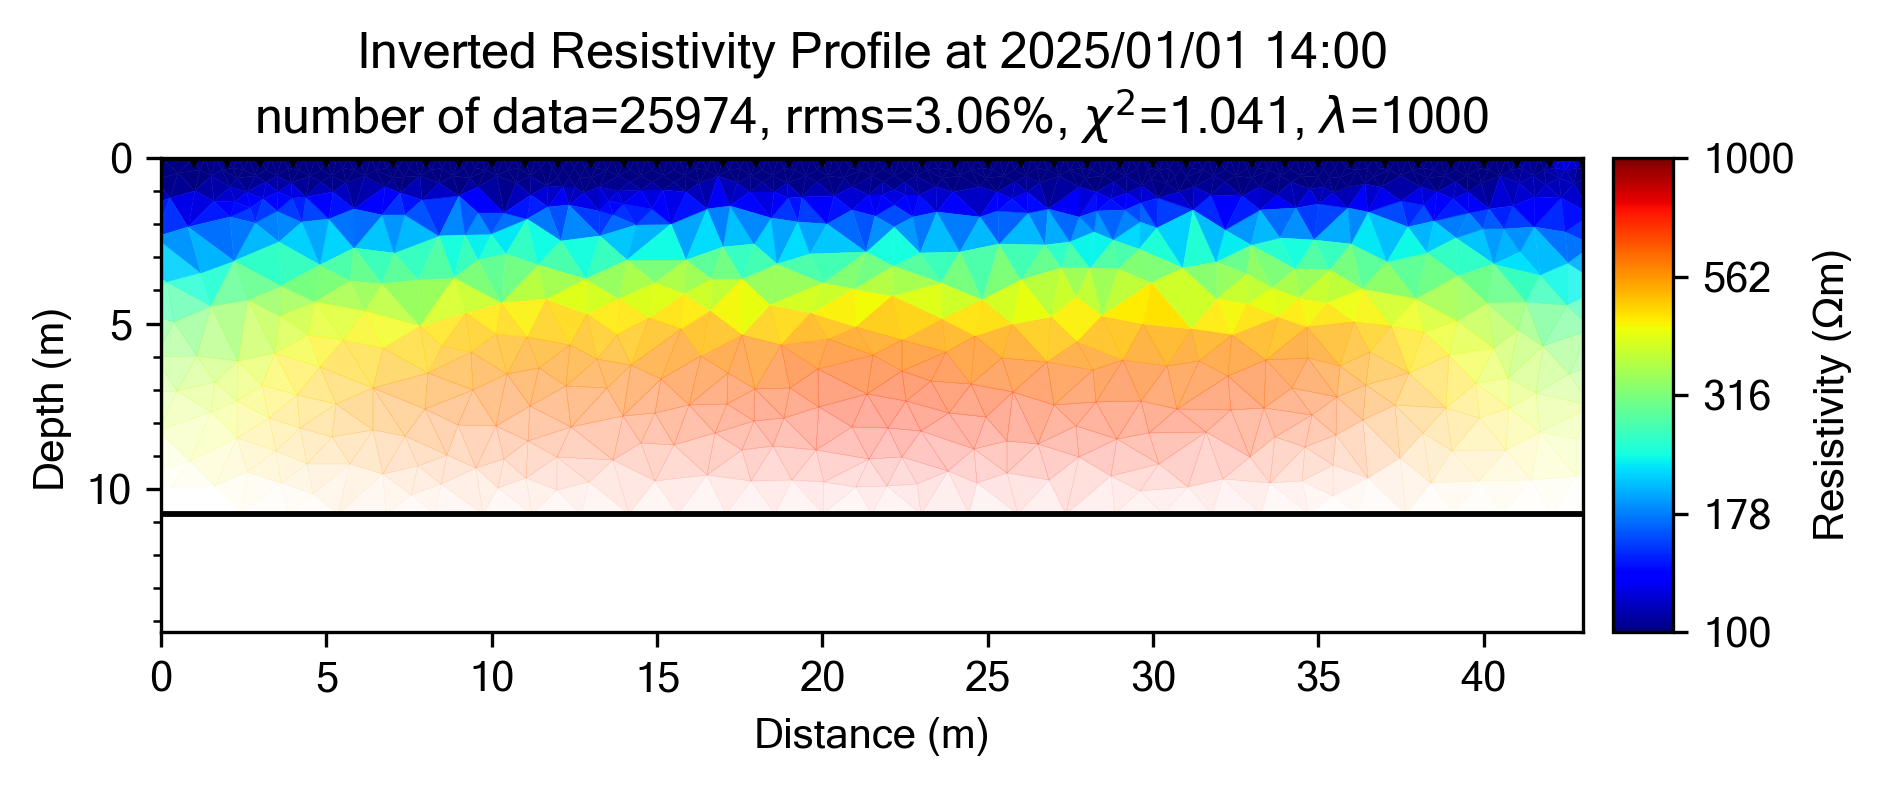 Inverted Resistivity Profile at 2025/01/01 14:00
number of data=25974, rrms=3.06%, χ²=1.041, λ=1000
0
5
10
Depth (m)
0 5 10 15 20 25 30 35 40
Distance (m)
1000
562
316
178
100
Resistivity (Ωm)